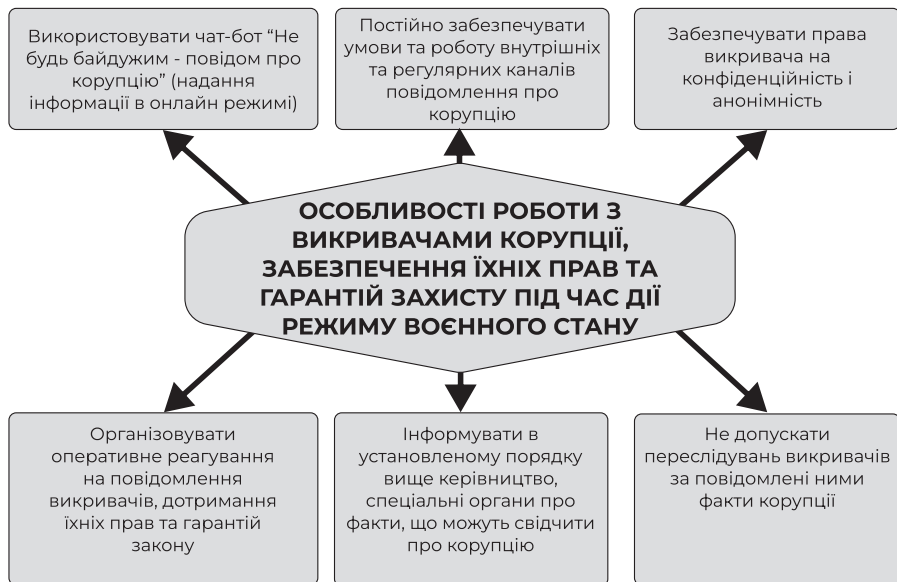 Використовувати чат-бот “Не
будь байдужим - повідом про
корупцію” (надання
інформації в онлайн режимі)
Постійно забезпечувати
умови та роботу внутрішніх
та регулярних каналів
повідомлення про
корупцію
Забезпечувати права
викривача на
конфіденційність і
анонімність
ОСОБЛИВОСТІ РОБОТИ З
ВИКРИВАЧАМИ КОРУПЦІЇ,
ЗАБЕЗПЕЧЕННЯ ЇХНІХ ПРАВ ТА
ГАРАНТІЙ ЗАХИСТУ ПІД ЧАС ДІЇ
РЕЖИМУ ВОЄННОГО СТАНУ
Організовувати
оперативне реагування
на повідомлення
викривачів, дотримання
їхніх прав та гарантій
закону
Інформувати в
установленому порядку
вище керівництво,
спеціальні органи про
факти, що можуть свідчити
про корупцію
Не допускати
переслідувань викривачів
за повідомлені ними
факти корупції